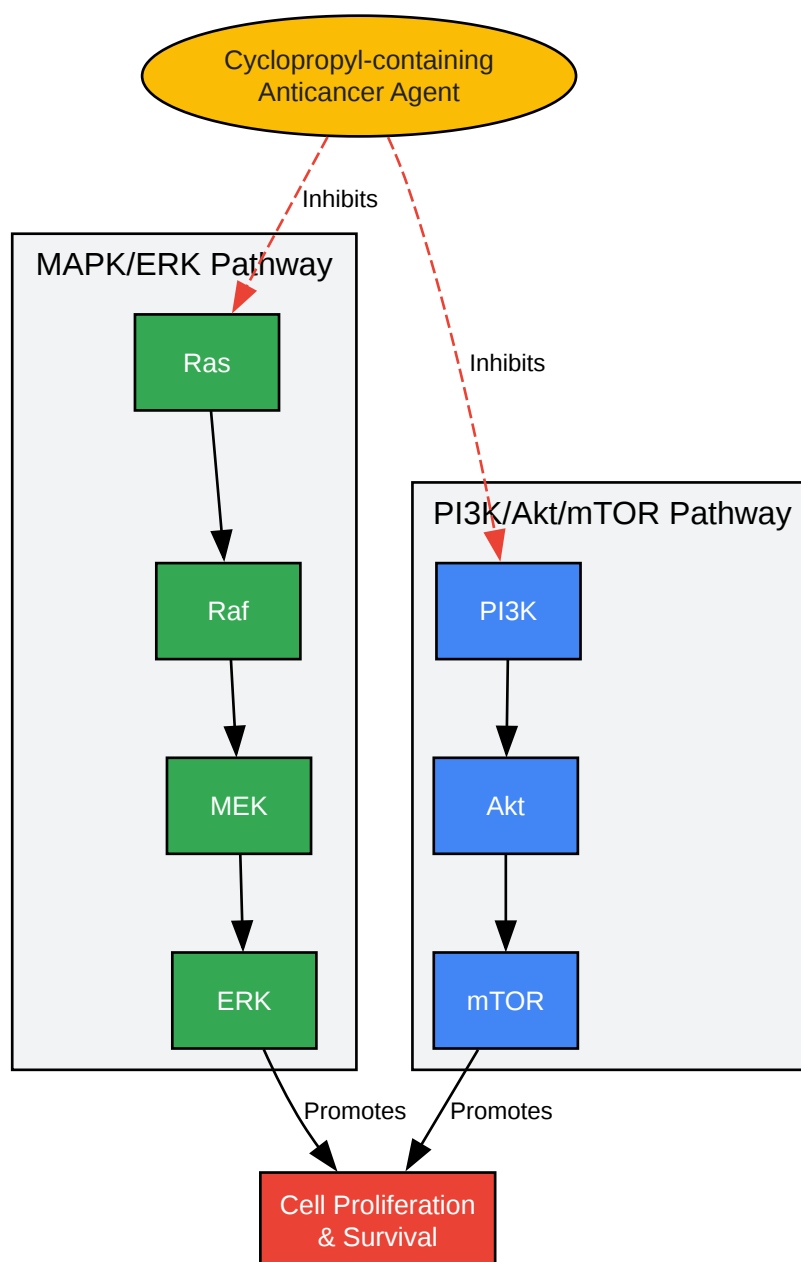 Cyclopropyl-containing
Anticancer Agent
Inhibits
MAPK/ERK Pathway
Ras
Inhibits
PI3K/Akt/mTOR Pathway
Raf
PI3K
MEK
Akt
ERK
mTOR
Promotes
Promotes
Cell Proliferation
& Survival